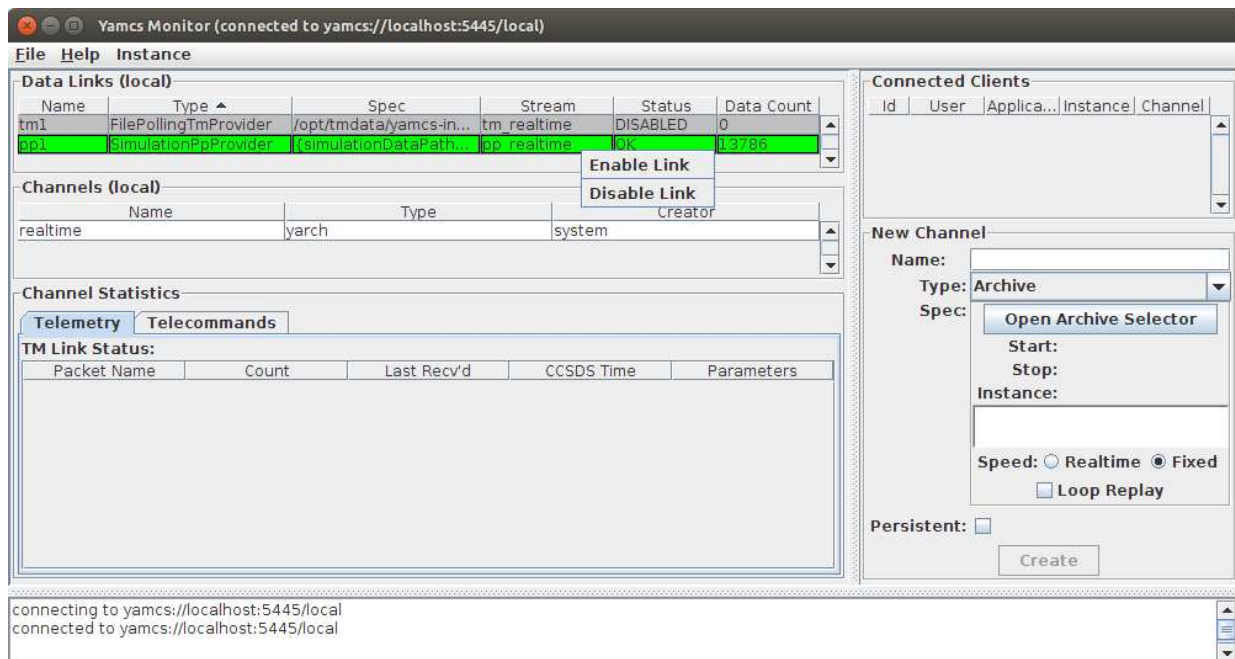 Yamcs Monitor (connected to yamcs://localhost:5445/local)
File Help Instance
Data Links (local)
Name Type Spec Stream Status Data Count
tm1 FilePollingTmProvider /opt/tmdata/yamcs-in... tm_realtime DISABLED 0
pp1 SimulationPpProvider [{simulationDataPath... pp_realtime OK 13786
Enable Link
Disable Link
Channels (local)
Name Type Creator
realtime yarch system
Channel Statistics
Telemetry Telecommands
TM Link Status:
Packet Name Count Last Recv'd CCSDS Time Parameters
Connected Clients
Id User Applica... Instance Channel
New Channel
Name:
Type: Archive
Spec: Open Archive Selector
Start:
Stop:
Instance:
Speed: Realtime Fixed
Loop Replay
Persistent:
Create
connecting to yamcs://localhost:5445/local
connected to yamcs://localhost:5445/local